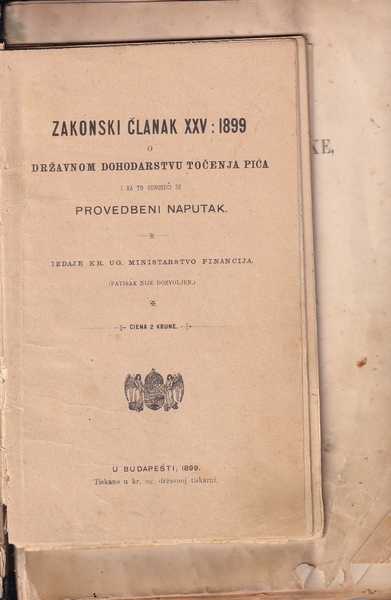 ZAKONSKI ČLANAK XXV: 1899
O
DRŽAVNOM DOHODARSTVU TOČENJA PIĆA
I NA TO ODNOSEĆI SE
PROVEDBENI NAPUTAK.
IZDAJE KR. UG. MINISTARSTVO FINANCIJA.
(PATISAK NIJE DOZVOLJEN.)
CIENA 2 KRUNE.
U BUDAPEŠTI, 1899.
Tiskano u kr. ug. državnoj tiskarni.
KE,